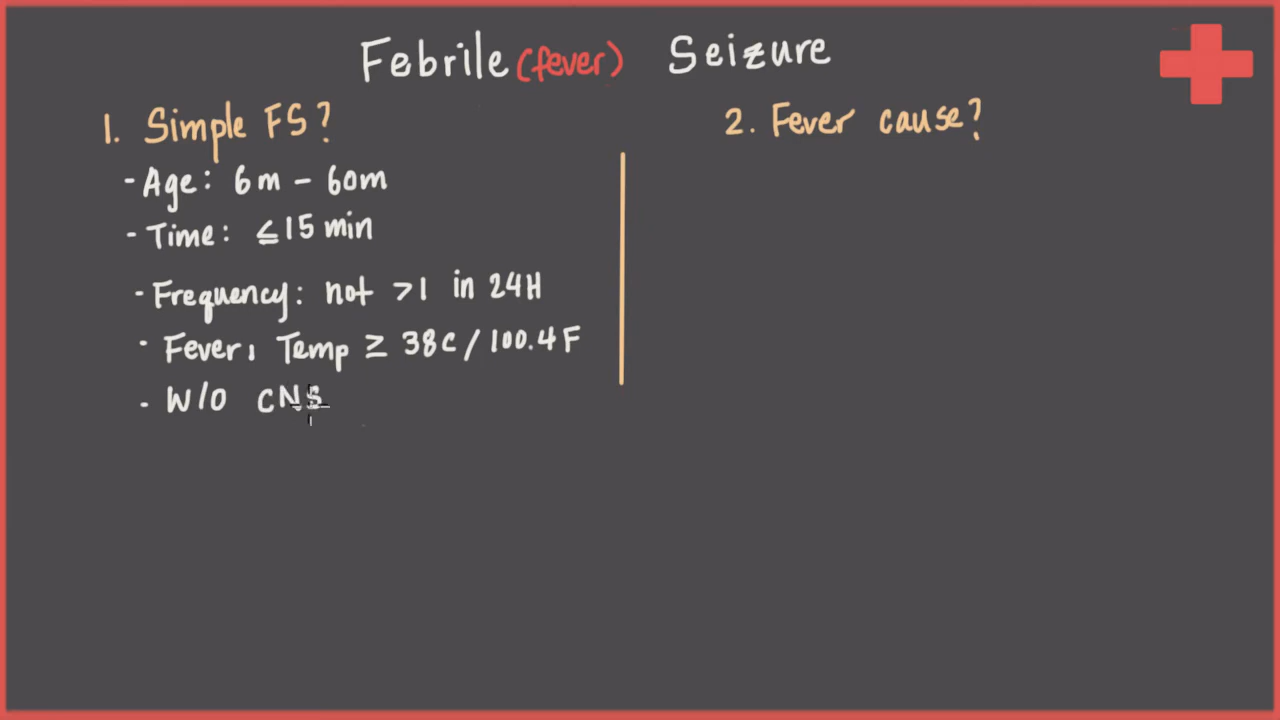 Febrile (fever) Seizure
1. Simple FS?
- Age: 6m - 60m
- Time: ≤15 min
- Frequency: not >1 in 24H
- Fever: Temp ≥ 38C / 100.4 F
- W/O CNS
2. Fever cause?